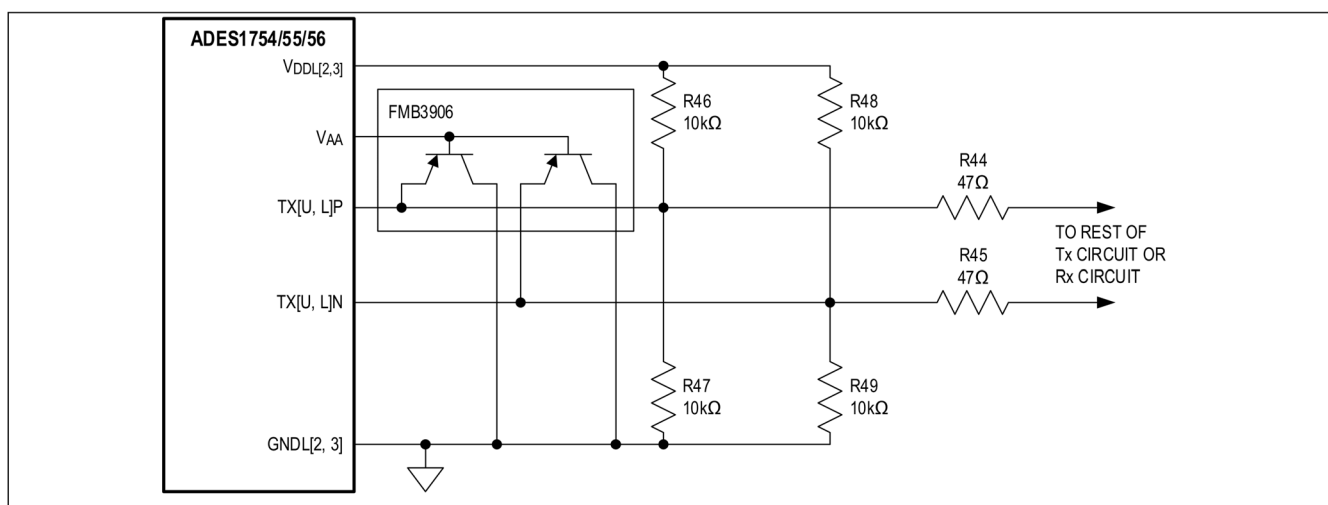 ADES1754/55/56
VDDL[2,3]
FMB3906
VAA
TX[U, L]P
TX[U, L]N
GNDL[2, 3]
R46
10kΩ
R48
10kΩ
R44
47Ω
R45
47Ω
TO REST OF
Tx CIRCUIT OR
Rx CIRCUIT
R47
10kΩ
R49
10kΩ